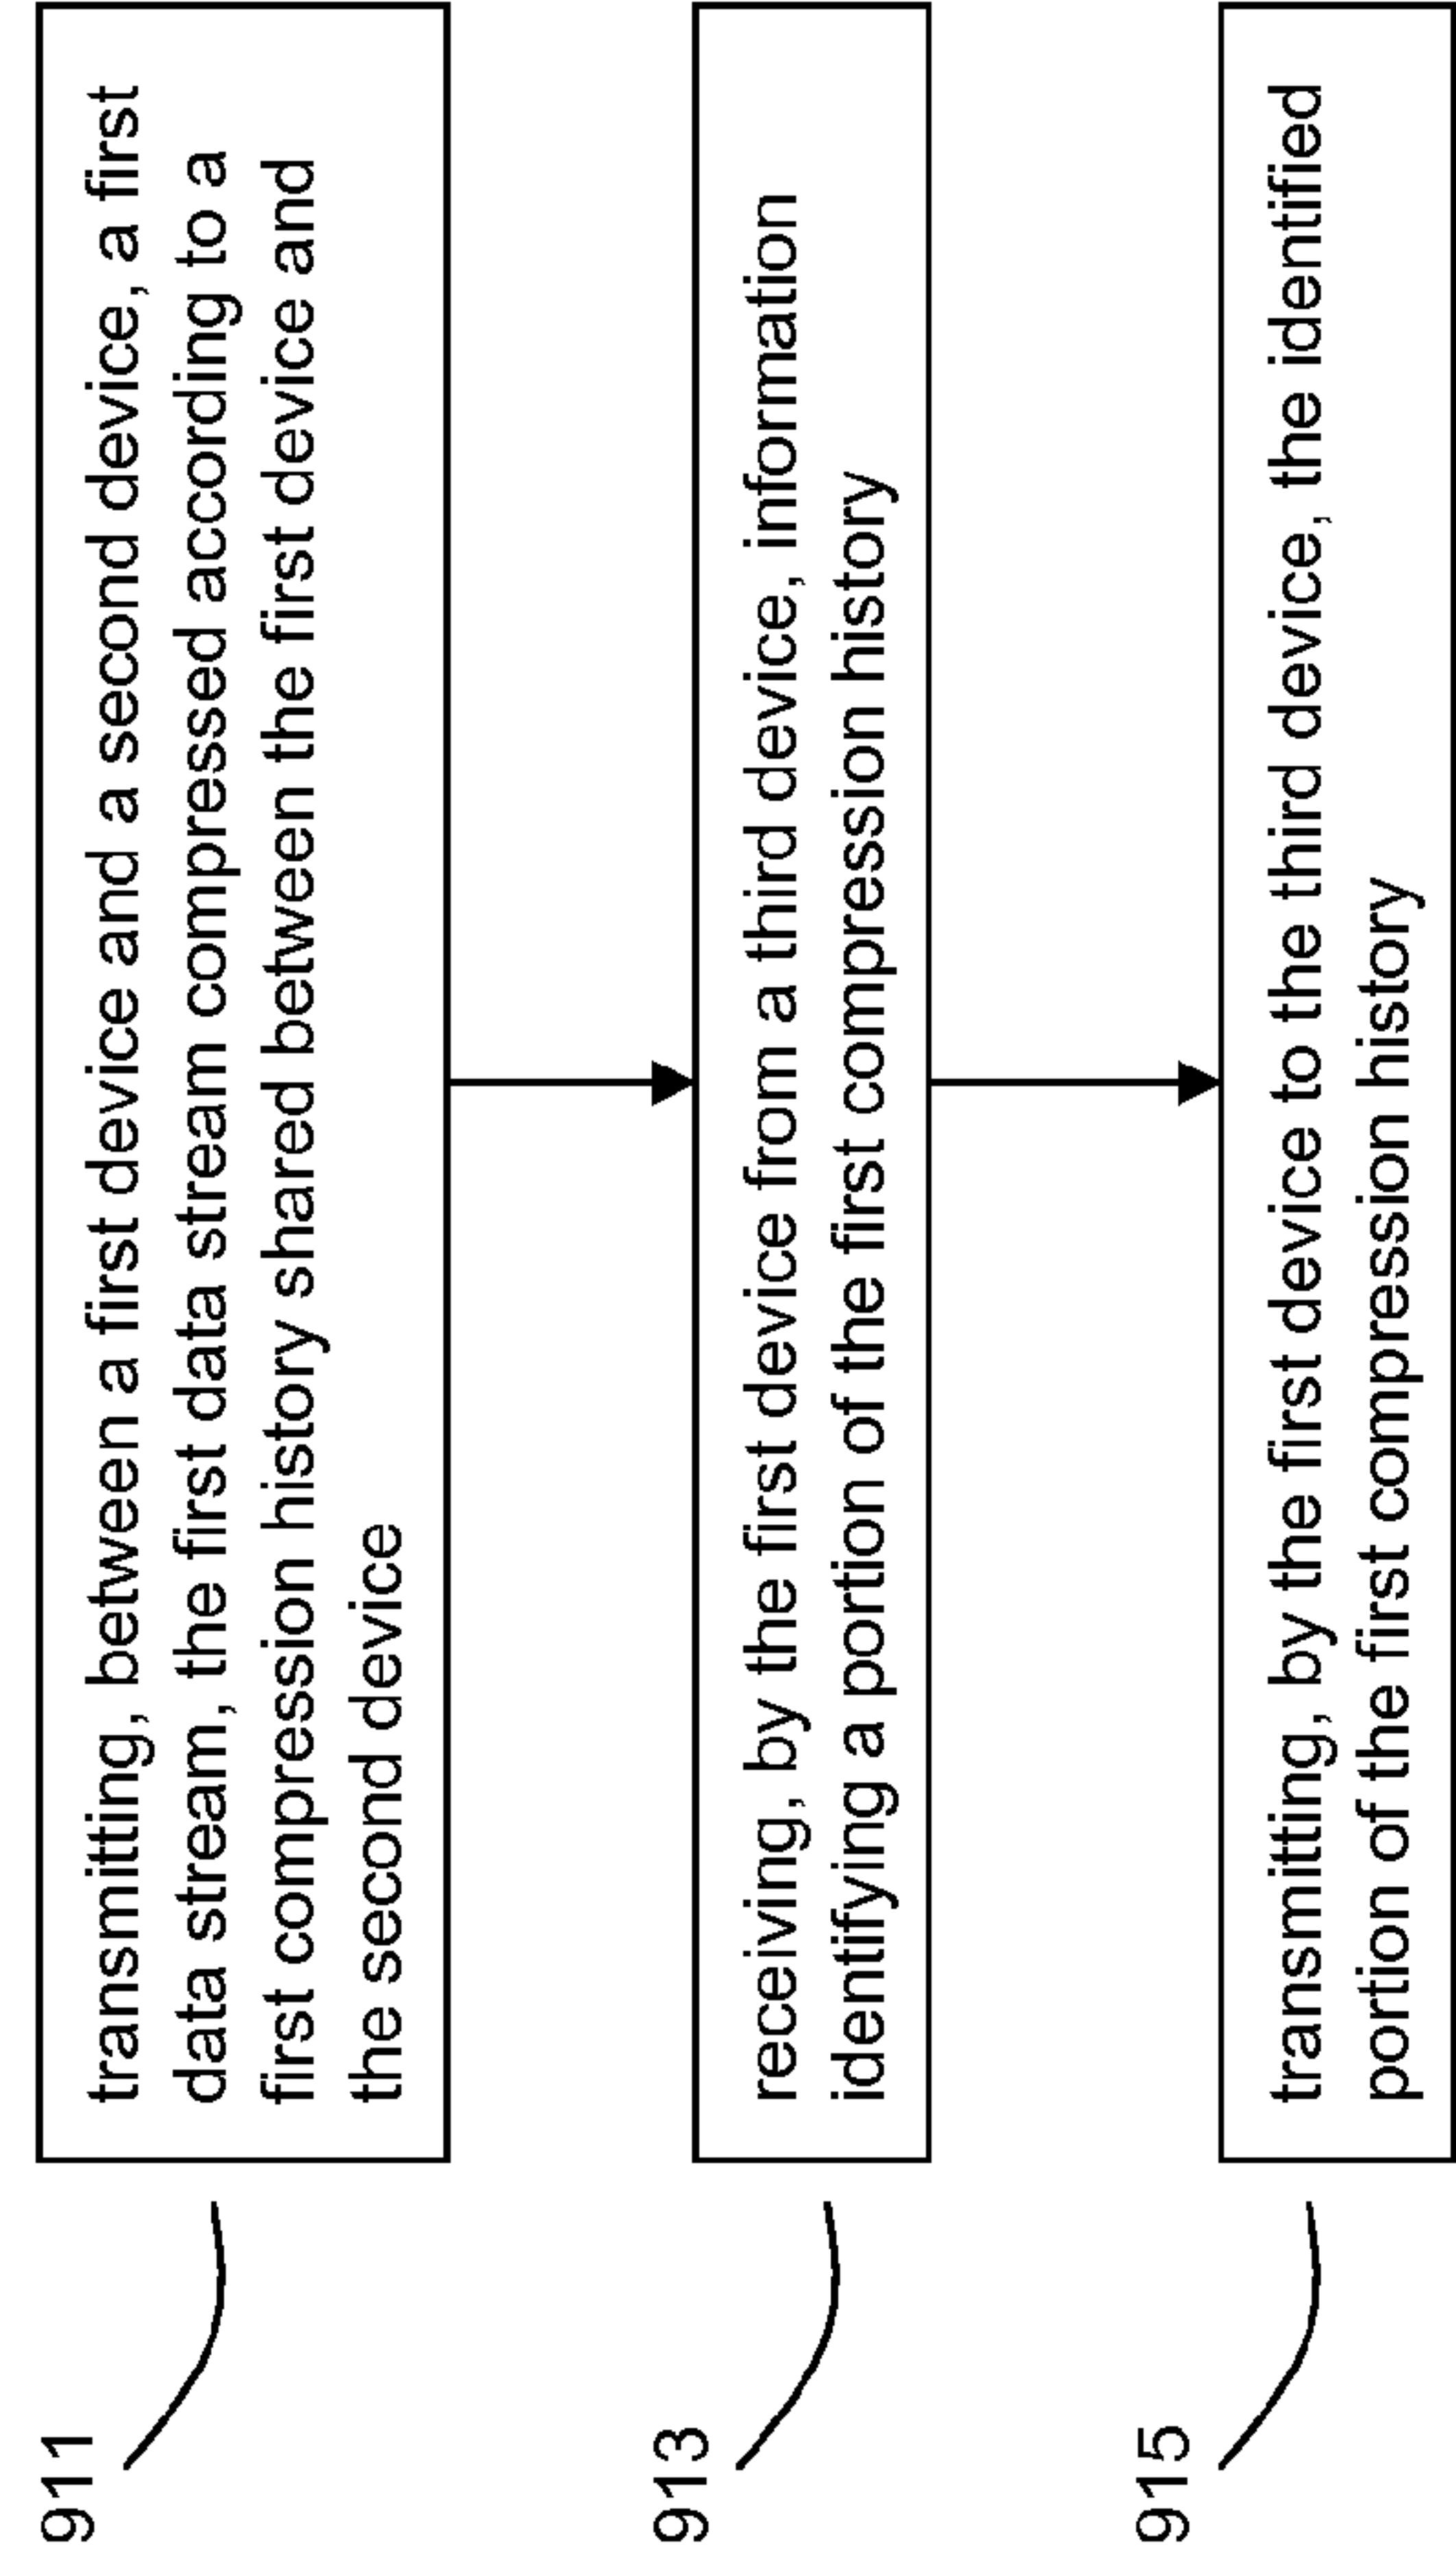 911
transmitting, between a first device and a second device, a first
data stream, the first data stream compressed according to a
first compression history shared between the first device and
the second device
913
receiving, by the first device from a third device, information
identifying a portion of the first compression history
915
transmitting, by the first device to the third device, the identified
portion of the first compression history